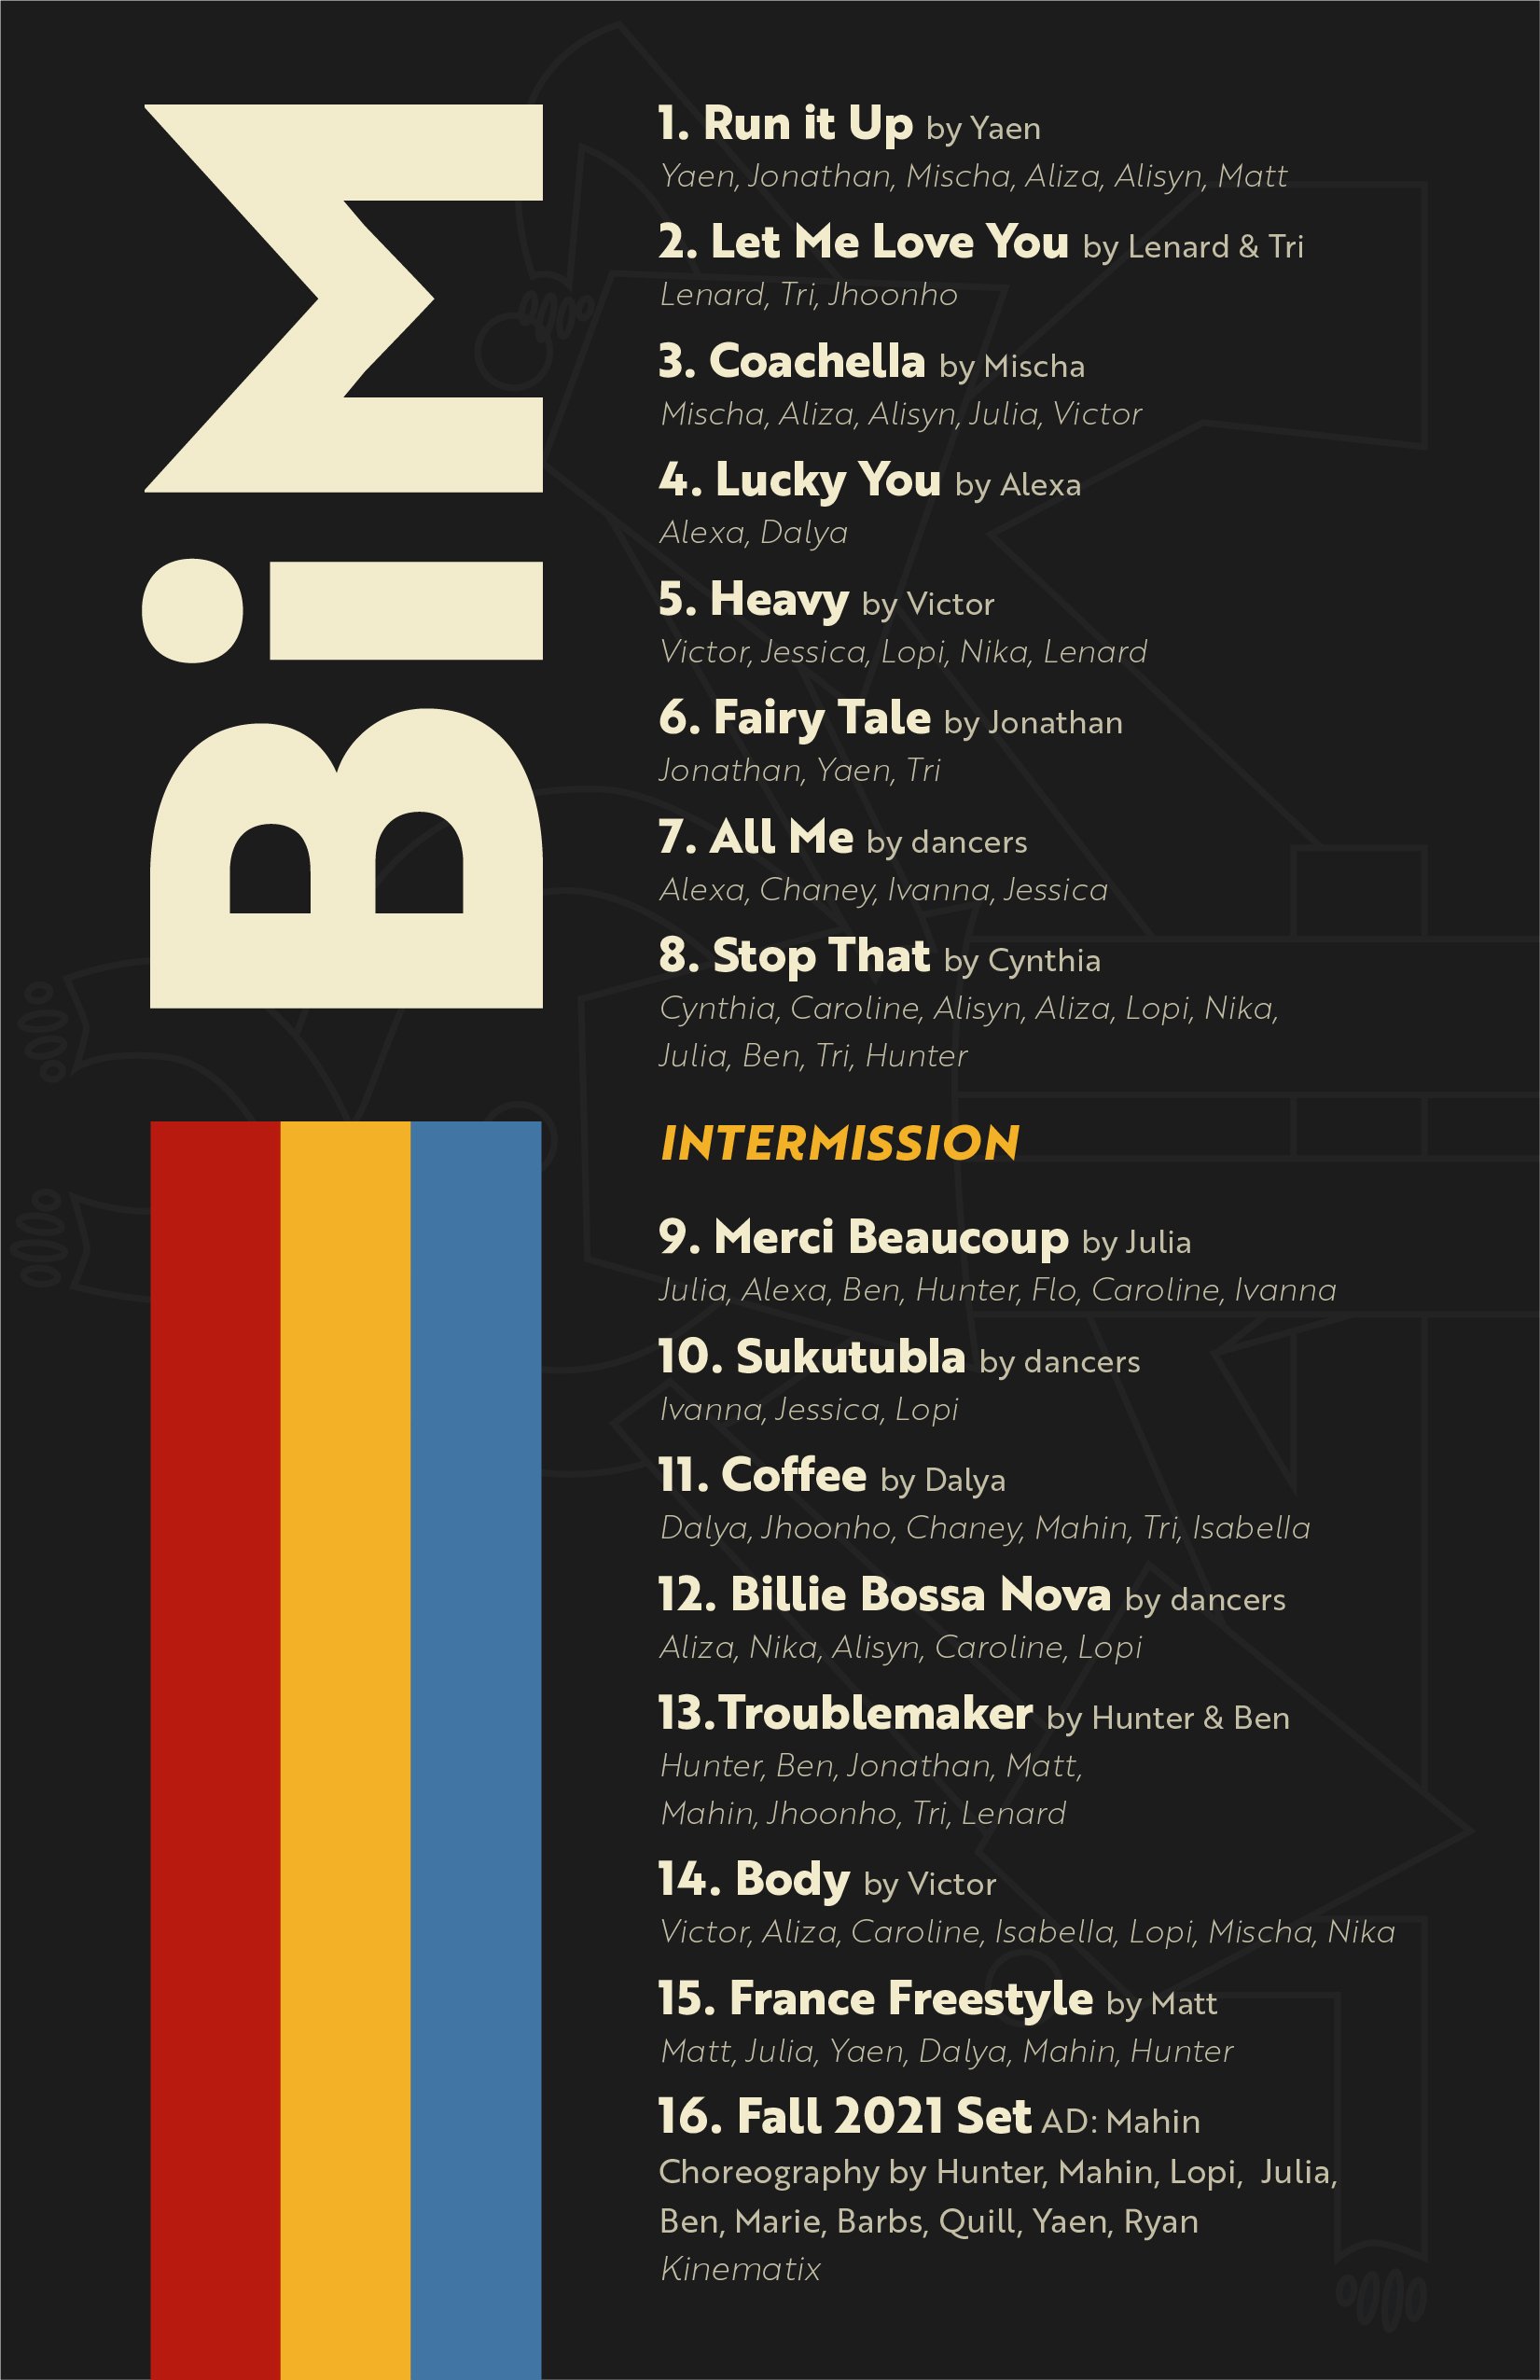 BiM
1. Run it Up by Yaen
Yaen, Jonathan, Mischa, Aliza, Alisyn, Matt
2. Let Me Love You by Lenard & Tri
Lenard, Tri, Jhoonho
3. Coachella by Mischa
Mischa, Aliza, Alisyn, Julia, Victor
4. Lucky You by Alexa
Alexa, Dalya
5. Heavy by Victor
Victor, Jessica, Lopi, Nika, Lenard
6. Fairy Tale by Jonathan
Jonathan, Yaen, Tri
7. All Me by dancers
Alexa, Chaney, Ivanna, Jessica
8. Stop That by Cynthia
Cynthia, Caroline, Alisyn, Aliza, Lopi, Nika,
Julia, Ben, Tri, Hunter
INTERMISSION
9. Merci Beaucoup by Julia
Julia, Alexa, Ben, Hunter, Flo, Caroline, Ivanna
10. Sukutubla by dancers
Ivanna, Jessica, Lopi
11. Coffee by Dalya
Dalya, Jhoonho, Chaney, Mahin, Tri, Isabella
12. Billie Bossa Nova by dancers
Aliza, Nika, Alisyn, Caroline, Lopi
13.Troublemaker by Hunter & Ben
Hunter, Ben, Jonathan, Matt,
Mahin, Jhoonho, Tri, Lenard
14. Body by Victor
Victor, Aliza, Caroline, Isabella, Lopi, Mischa, Nika
15. France Freestyle by Matt
Matt, Julia, Yaen, Dalya, Mahin, Hunter
16. Fall 2021 Set AD: Mahin
Choreography by Hunter, Mahin, Lopi,  Julia,
Ben, Marie, Barbs, Quill, Yaen, Ryan
Kinematix